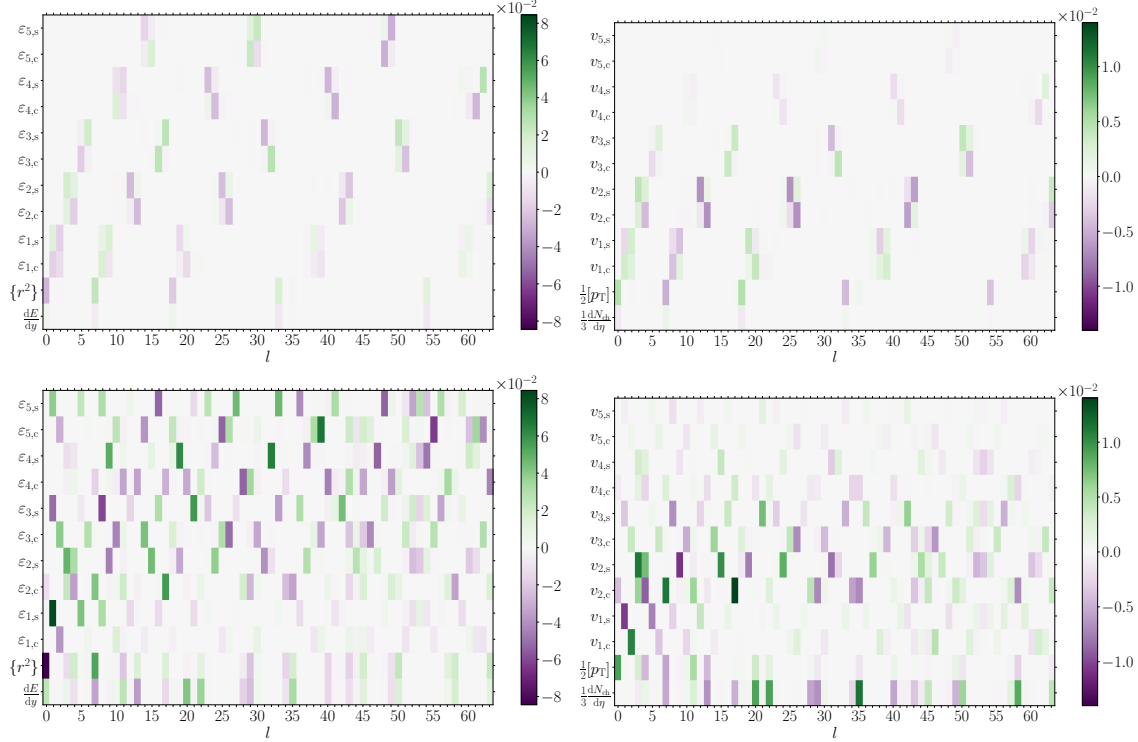 ×10⁻²
ε5,s
ε5,c
ε4,s
ε4,c
ε3,s
ε3,c
ε2,s
ε2,c
ε1,s
ε1,c
{r²}
dE/dy
8
6
4
2
0
−2
−4
−6
−8
0 5 10 15 20 25 30 35 40 45 50 55 60
l
×10⁻²
v5,s
v5,c
v4,s
v4,c
v3,s
v3,c
v2,s
v2,c
v1,s
v1,c
½[pT]
⅓ dNch/dη
1.0
0.5
0.0
−0.5
−1.0
0 5 10 15 20 25 30 35 40 45 50 55 60
l
×10⁻²
ε5,s
ε5,c
ε4,s
ε4,c
ε3,s
ε3,c
ε2,s
ε2,c
ε1,s
ε1,c
{r²}
dE/dy
8
6
4
2
0
−2
−4
−6
−8
0 5 10 15 20 25 30 35 40 45 50 55 60
l
×10⁻²
v5,s
v5,c
v4,s
v4,c
v3,s
v3,c
v2,s
v2,c
v1,s
v1,c
½[pT]
⅓ dNch/dη
1.0
0.5
0.0
−0.5
−1.0
0 5 10 15 20 25 30 35 40 45 50 55 60
l